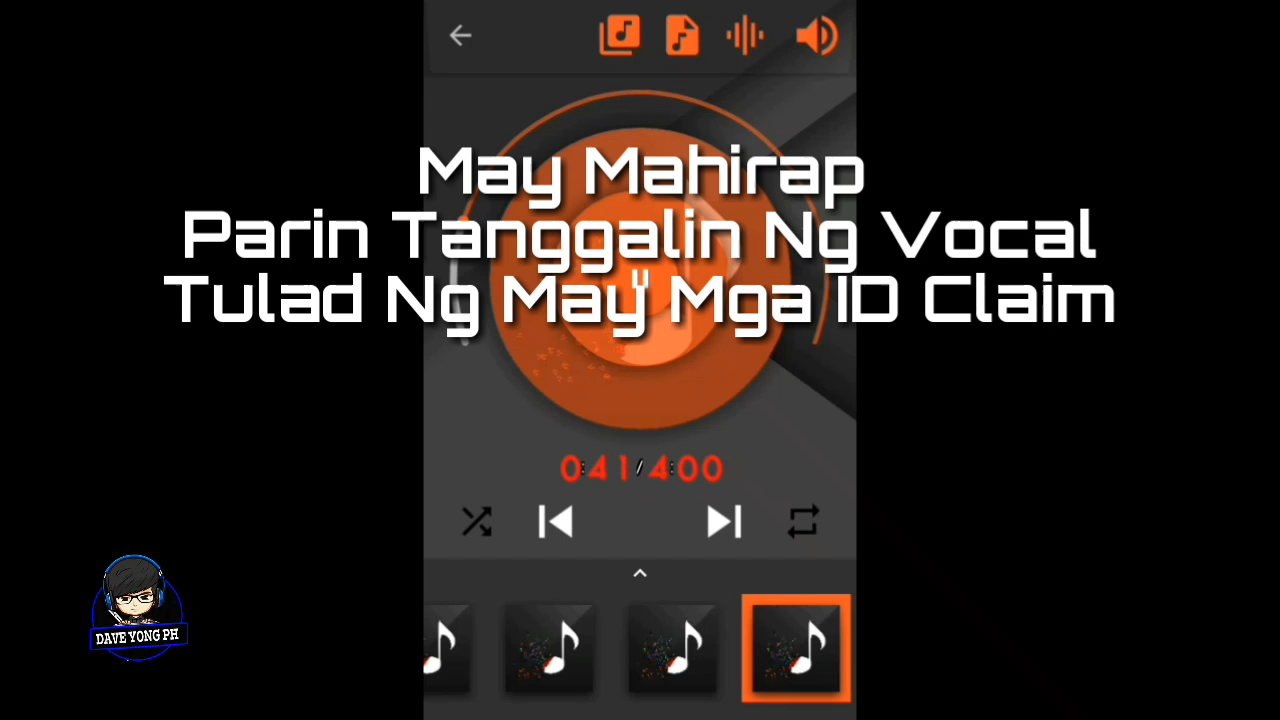 May Mahirap
Parin Tanggalin Ng Vocal
Tulad Ng May Mga ID Claim
0:41/4:00
DAVE YONG PH